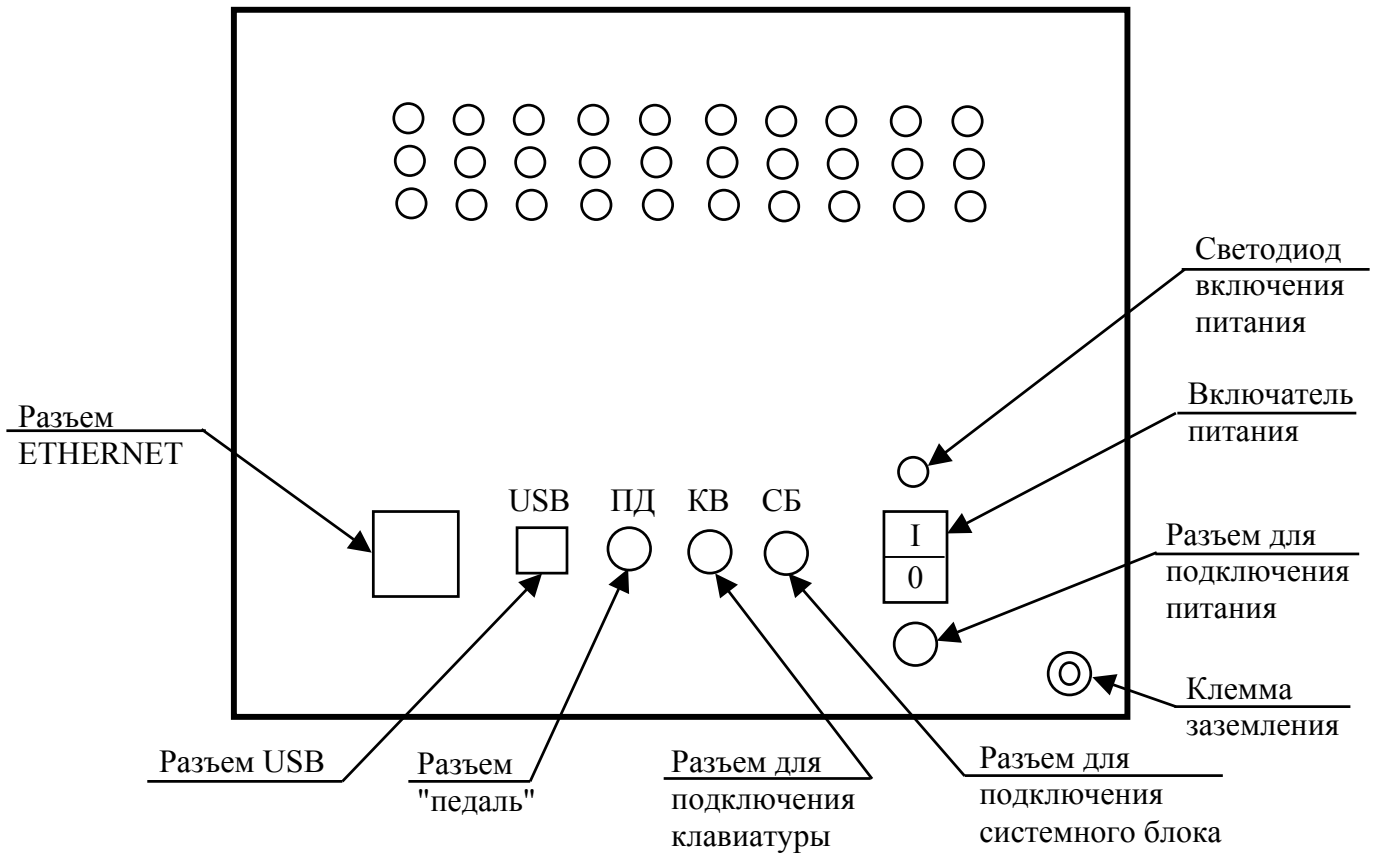 Светодиод
включения
питания
Включатель
питания
Разъем
ETHERNET
USB
ПД
КВ
СБ
I
0
Разъем для
подключения
питания
Клемма
заземления
Разъем USB
Разъем
"педаль"
Разъем для
подключения
клавиатуры
Разъем для
подключения
системного блока